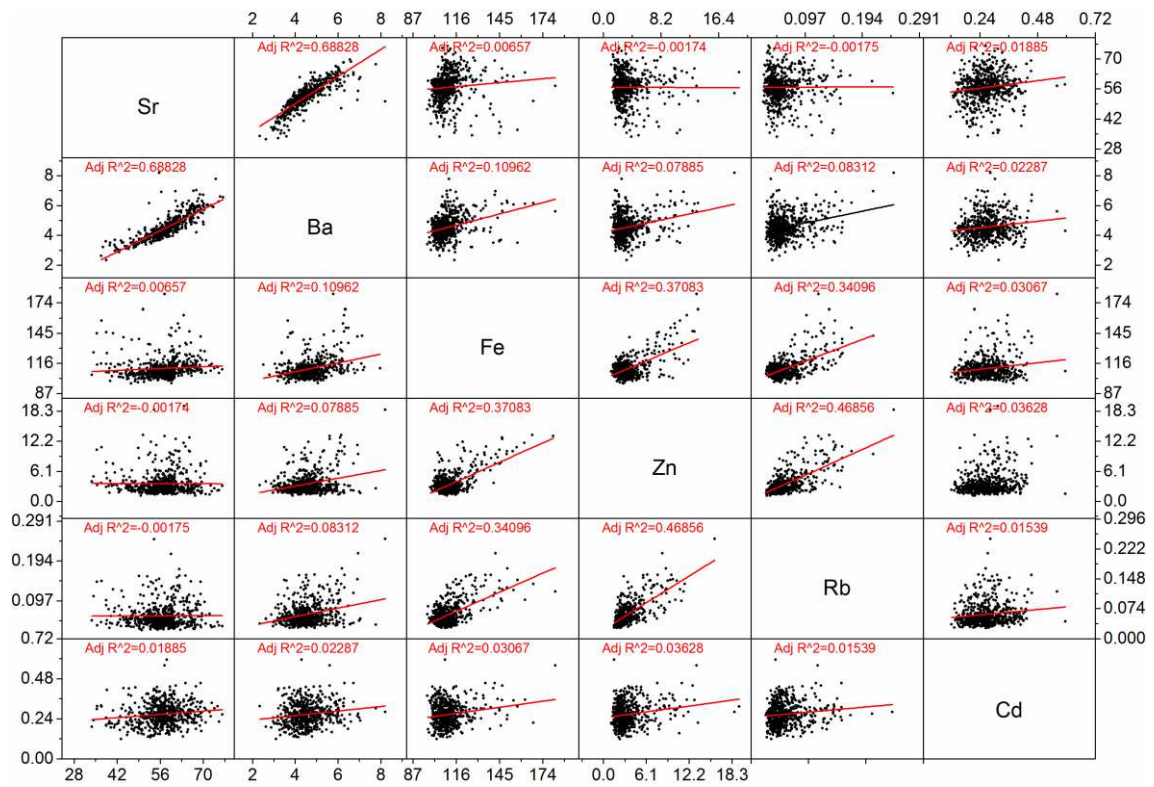 2 4 6 8 87 116 145 174 0.0 8.2 16.4 0.097 0.194 0.291 0.24 0.48 0.72
Adj R^2=0.68828 Adj R^2=0.00657 Adj R^2=-0.00174 Adj R^2=-0.00175 Adj R^2=0.01885
Sr
70
56
42
28
Adj R^2=0.68828 Adj R^2=0.10962 Adj R^2=0.07885 Adj R^2=0.08312 Adj R^2=0.02287
8 8
6 6
Ba
4 4
2 2
Adj R^2=0.00657 Adj R^2=0.10962 Adj R^2=0.37083 Adj R^2=0.34096 Adj R^2=0.03067
174 174
145 145
Fe
116 116
87 87
Adj R^2=-0.00174 Adj R^2=0.07885 Adj R^2=0.37083 Adj R^2=0.46856 Adj R^2=0.03628
18.3 18.3
12.2 12.2
Zn
6.1 6.1
0.0 0.0
0.291 0.296
Adj R^2=-0.00175 Adj R^2=0.08312 Adj R^2=0.34096 Adj R^2=0.46856 Adj R^2=0.01539
0.194 0.222
Rb
0.148
0.097 0.074
0.72 0.000
Adj R^2=0.01885 Adj R^2=0.02287 Adj R^2=0.03067 Adj R^2=0.03628 Adj R^2=0.01539
0.48
0.24
Cd
0.00
28 42 56 70 2 4 6 8 87 116 145 174 0.0 6.1 12.2 18.3